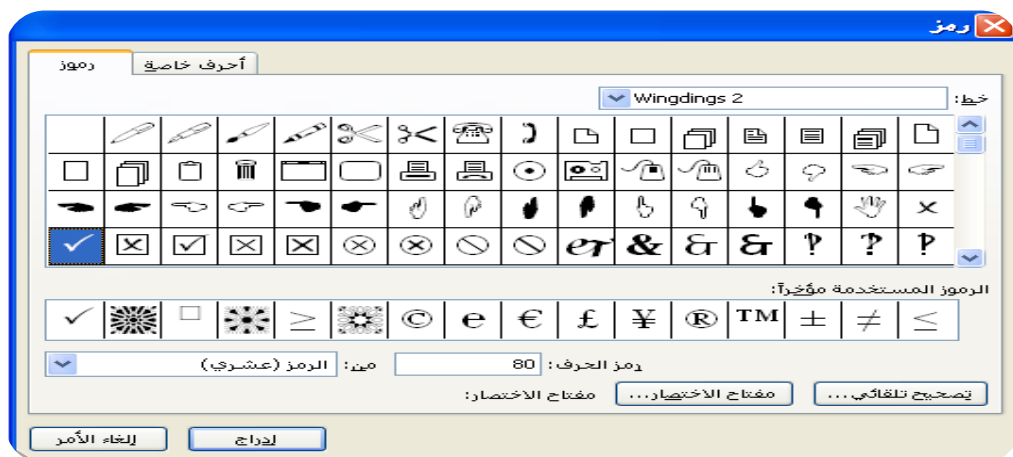 رمز
رموز أحرف خاصة
خط: Wingdings 2
الرموز المستخدمة مؤخراً:
✓ □ ≥ © e € £ ¥ ® TM ± ≠ ≤
رمز الحرف: 80 من: الرمز (عشري)
تصحيح تلقائي... مفتاح الاختصار... مفتاح الاختصار:
إدراج إلغاء الأمر